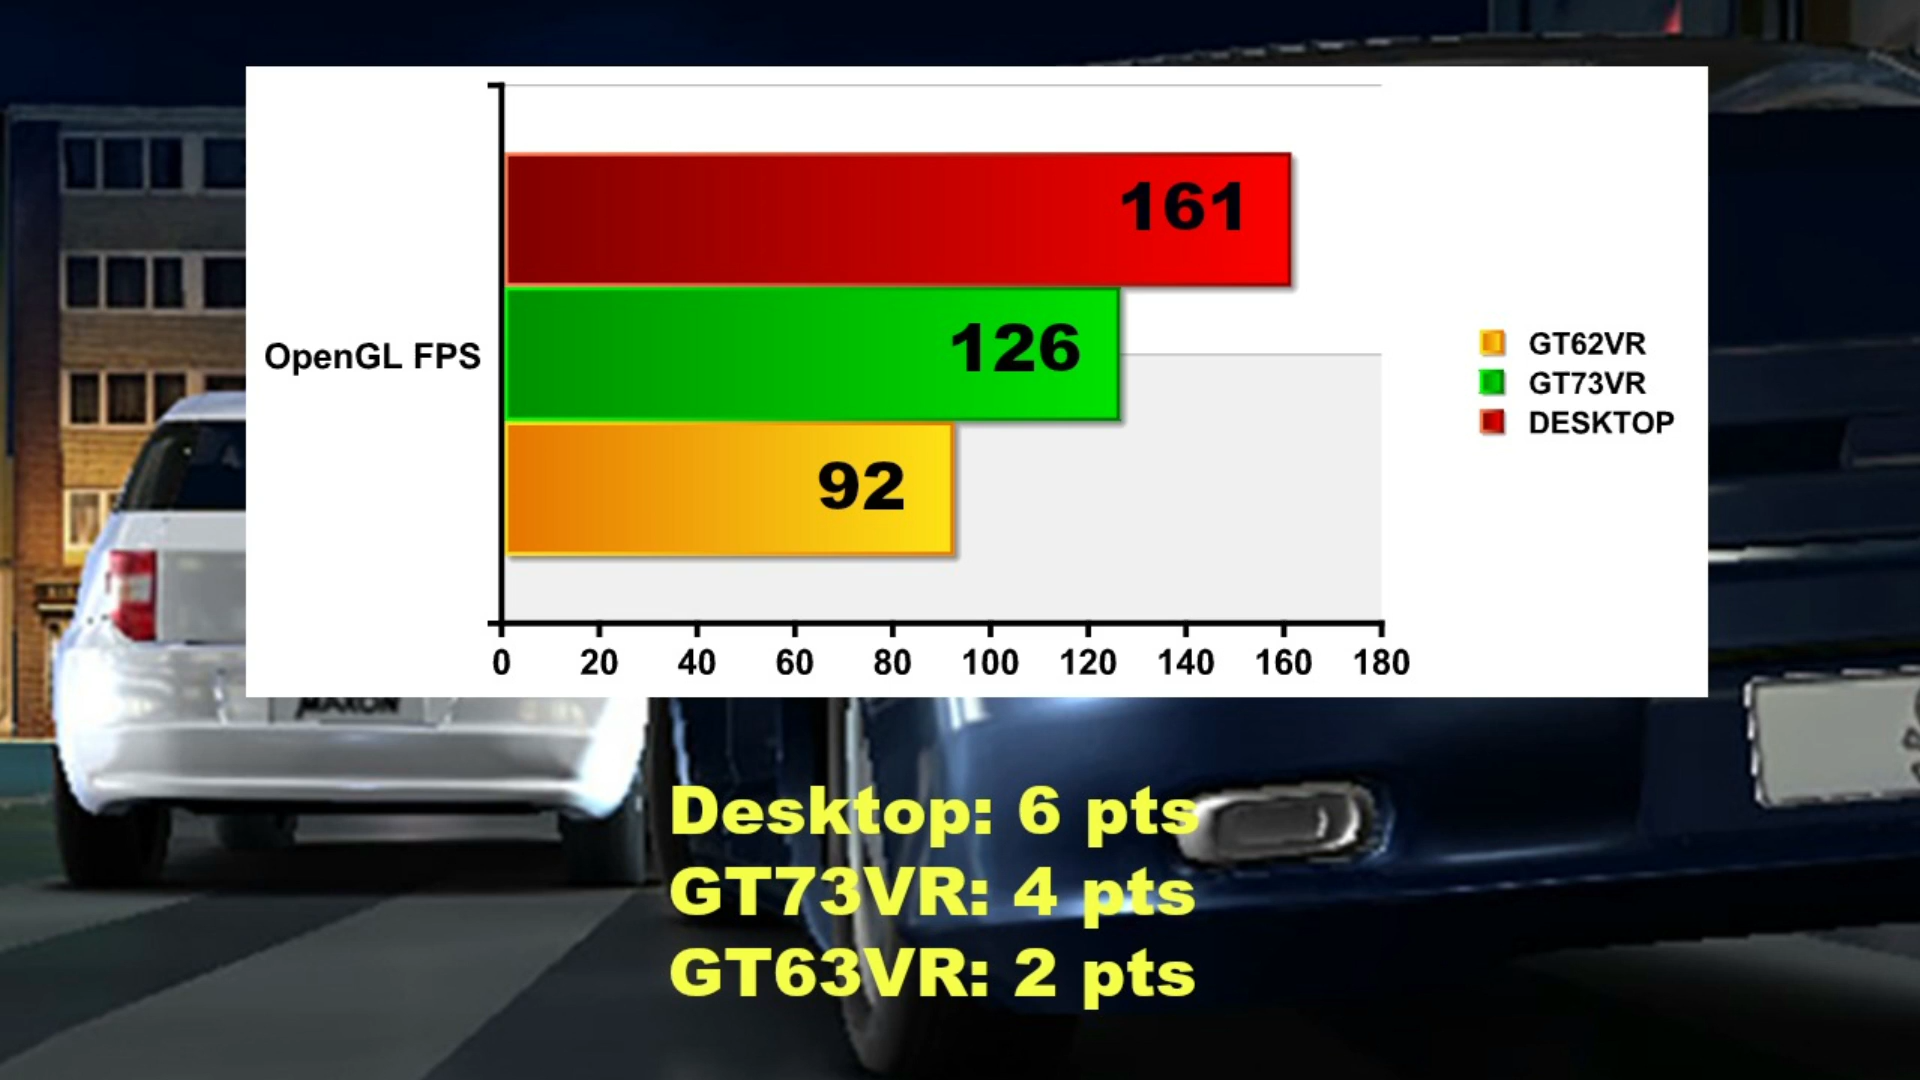 161
126
92
OpenGL FPS
GT62VR
GT73VR
DESKTOP
0 20 40 60 80 100 120 140 160 180
MAXON
Desktop: 6 pts
GT73VR: 4 pts
GT63VR: 2 pts